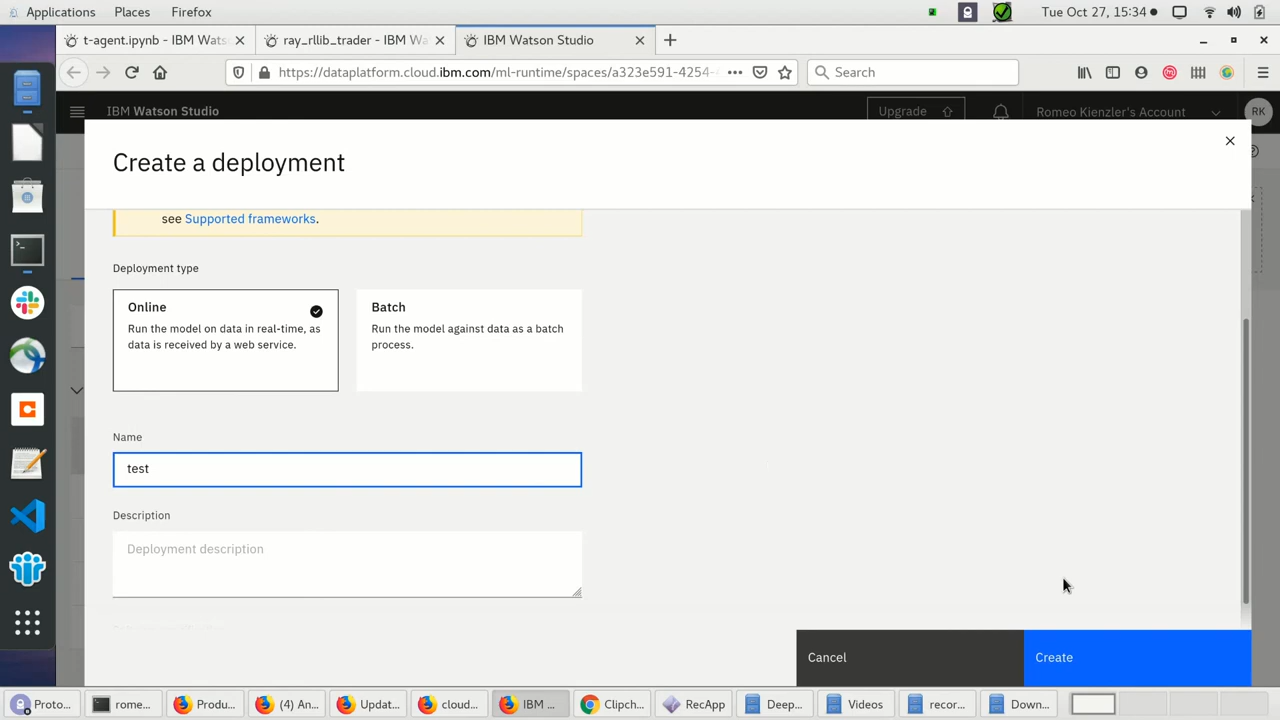 Applications Places Firefox Tue Oct 27, 15:34
t-agent.ipynb - IBM Wats ray_rllib_trader - IBM Wa IBM Watson Studio
https://dataplatform.cloud.ibm.com/ml-runtime/spaces/a323e591-4254- Search
IBM Watson Studio Upgrade Romeo Kienzler's Account RK
Create a deployment
see Supported frameworks.
Deployment type
Online
Run the model on data in real-time, as
data is received by a web service.
Batch
Run the model against data as a batch
process.
Name
test
Description
Deployment description
Cancel Create
Proto... rome... Produ... (4) An... Updat... cloud... IBM ... Clipch... RecApp Deep... Videos recor... Down...